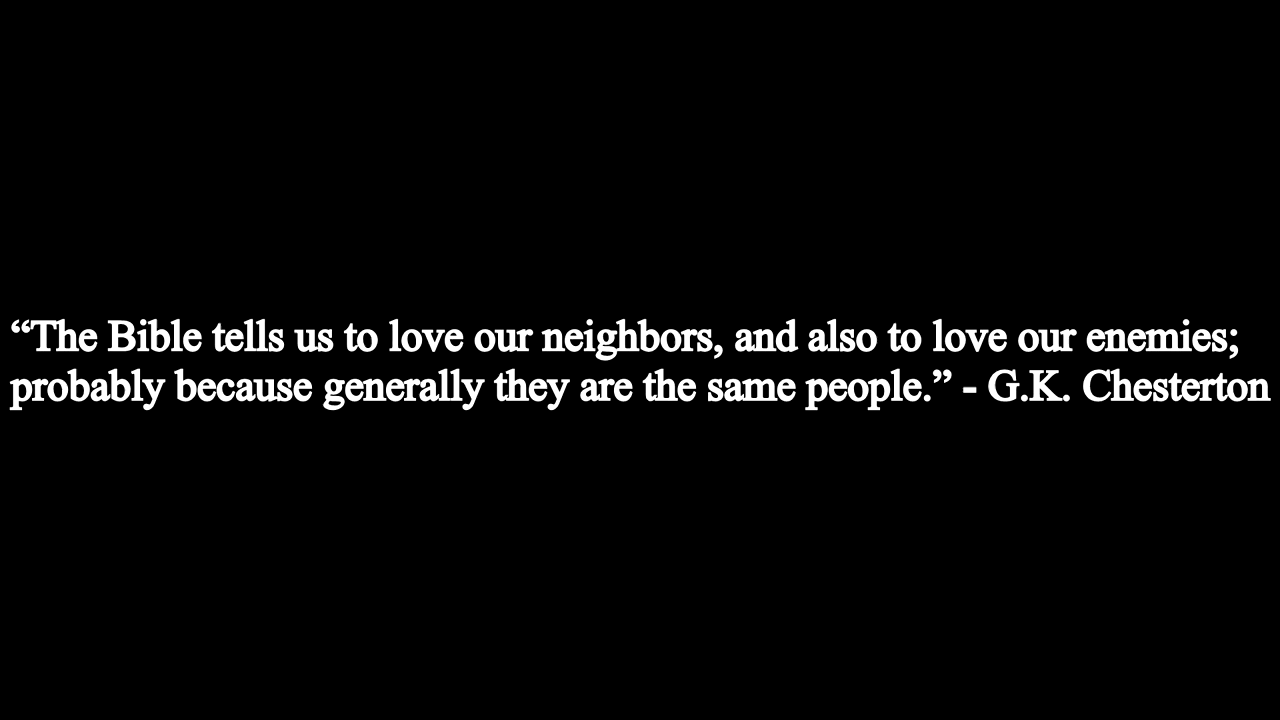 “The Bible tells us to love our neighbors, and also to love our enemies;
probably because generally they are the same people.” - G.K. Chesterton